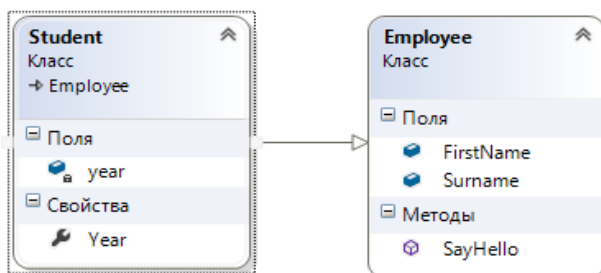 Student
Класс
Employee
Поля
year
Свойства
Year
Employee
Класс
Поля
FirstName
Surname
Методы
SayHello